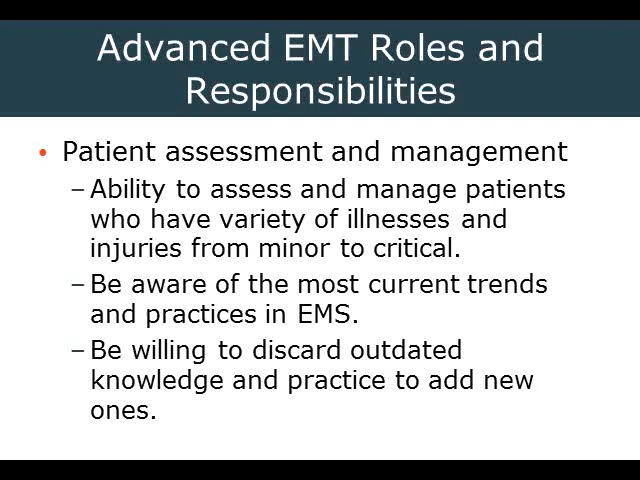 Advanced EMT Roles and
Responsibilities
• Patient assessment and management
– Ability to assess and manage patients
who have variety of illnesses and
injuries from minor to critical.
– Be aware of the most current trends
and practices in EMS.
– Be willing to discard outdated
knowledge and practice to add new
ones.